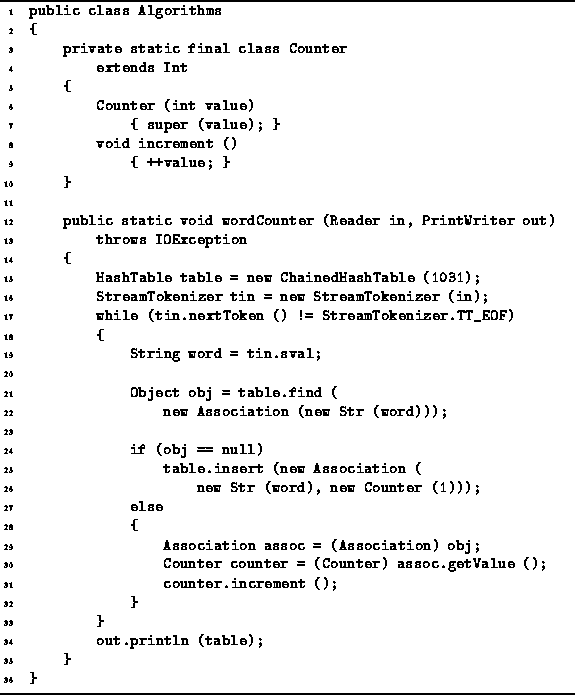 1 public class Algorithms
2 {
3     private static final class Counter
4         extends Int
5     {
6         Counter (int value)
7             { super (value); }
8         void increment ()
9             { ++value; }
10     }
11
12     public static void wordCounter (Reader in, PrintWriter out)
13         throws IOException
14     {
15         HashTable table = new ChainedHashTable (1031);
16         StreamTokenizer tin = new StreamTokenizer (in);
17         while (tin.nextToken () != StreamTokenizer.TT_EOF)
18         {
19             String word = tin.sval;
20
21             Object obj = table.find (
22                 new Association (new Str (word)));
23
24             if (obj == null)
25                 table.insert (new Association (
26                     new Str (word), new Counter (1)));
27             else
28             {
29                 Association assoc = (Association) obj;
30                 Counter counter = (Counter) assoc.getValue ();
31                 counter.increment ();
32             }
33         }
34         out.println (table);
35     }
36 }